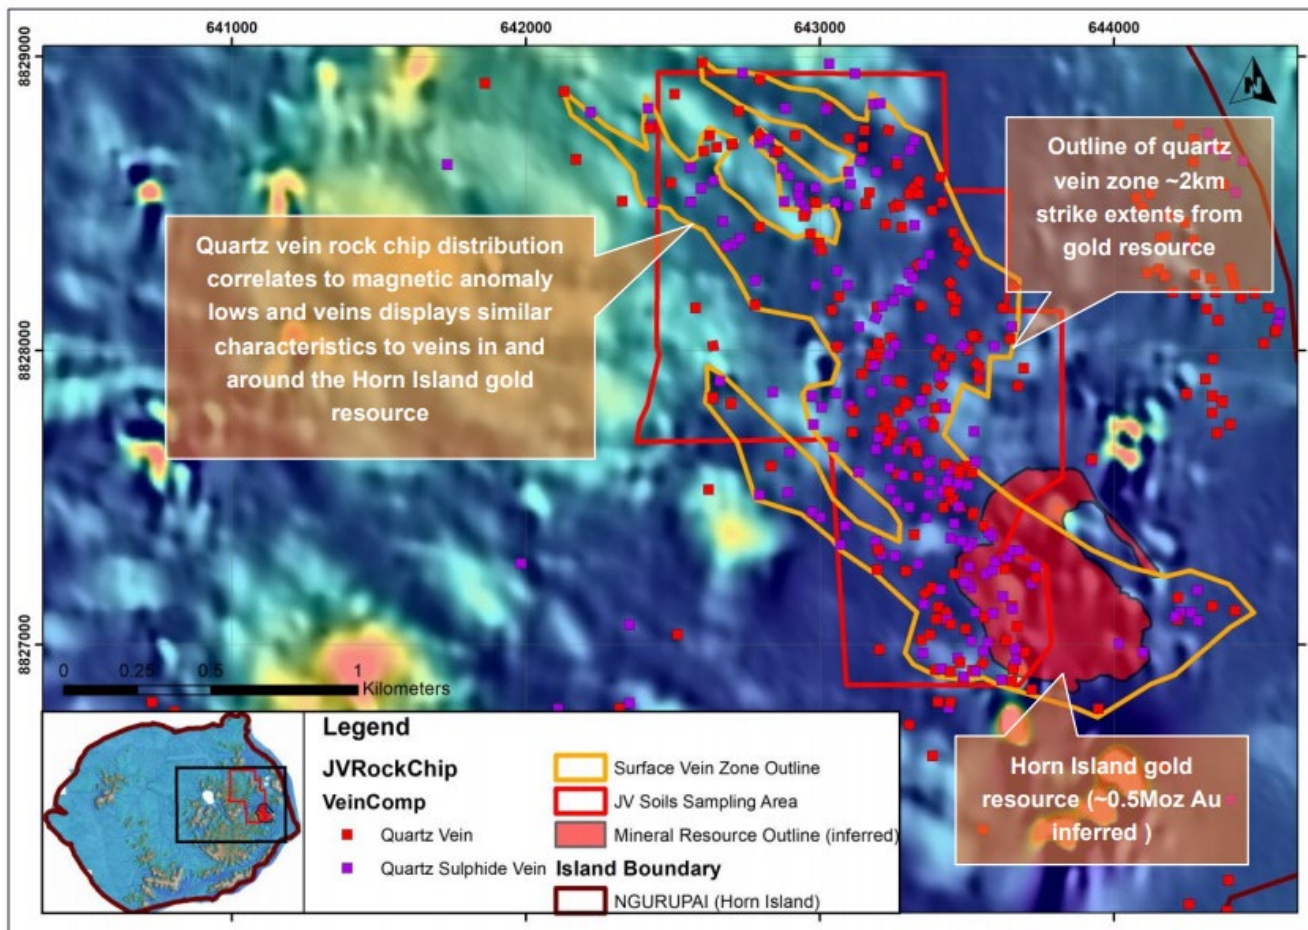 641000 642000 643000 644000
8829000
8828000
8827000
N
Outline of quartz
vein zone ~2km
strike extents from
gold resource
Quartz vein rock chip distribution
correlates to magnetic anomaly
lows and veins displays similar
characteristics to veins in and
around the Horn Island gold
resource
0 0.25 0.5 1
Kilometers
Horn Island gold
resource (~0.5Moz Au
inferred )
Legend
JVRockChip
VeinComp
Quartz Vein
Quartz Sulphide Vein
Surface Vein Zone Outline
JV Soils Sampling Area
Mineral Resource Outline (inferred)
Island Boundary
NGURUPAI (Horn Island)
641000 642000 643000 644000